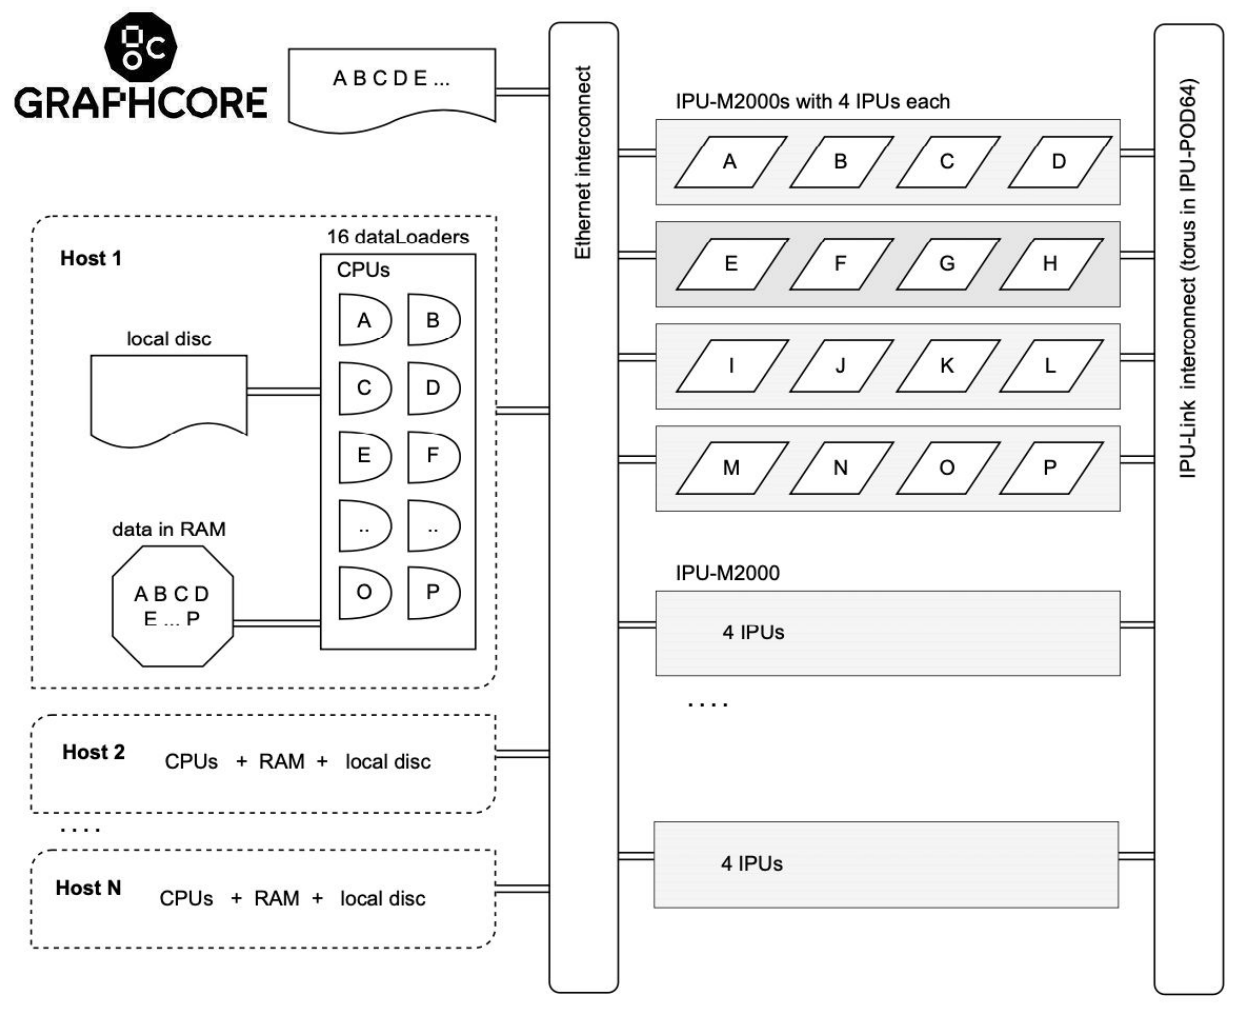 GRAPHCORE
A B C D E ...
Ethernet interconnect
IPU-M2000s with 4 IPUs each
A B C D
E F G H
I J K L
M N O P
IPU-M2000
4 IPUs
....
4 IPUs
IPU-Link interconnect (torus in IPU-POD64)
Host 1
16 dataLoaders
CPUs
A B
C D
E F
.. ..
O P
local disc
data in RAM
A B C D
E ... P
Host 2
CPUs + RAM + local disc
....
Host N
CPUs + RAM + local disc